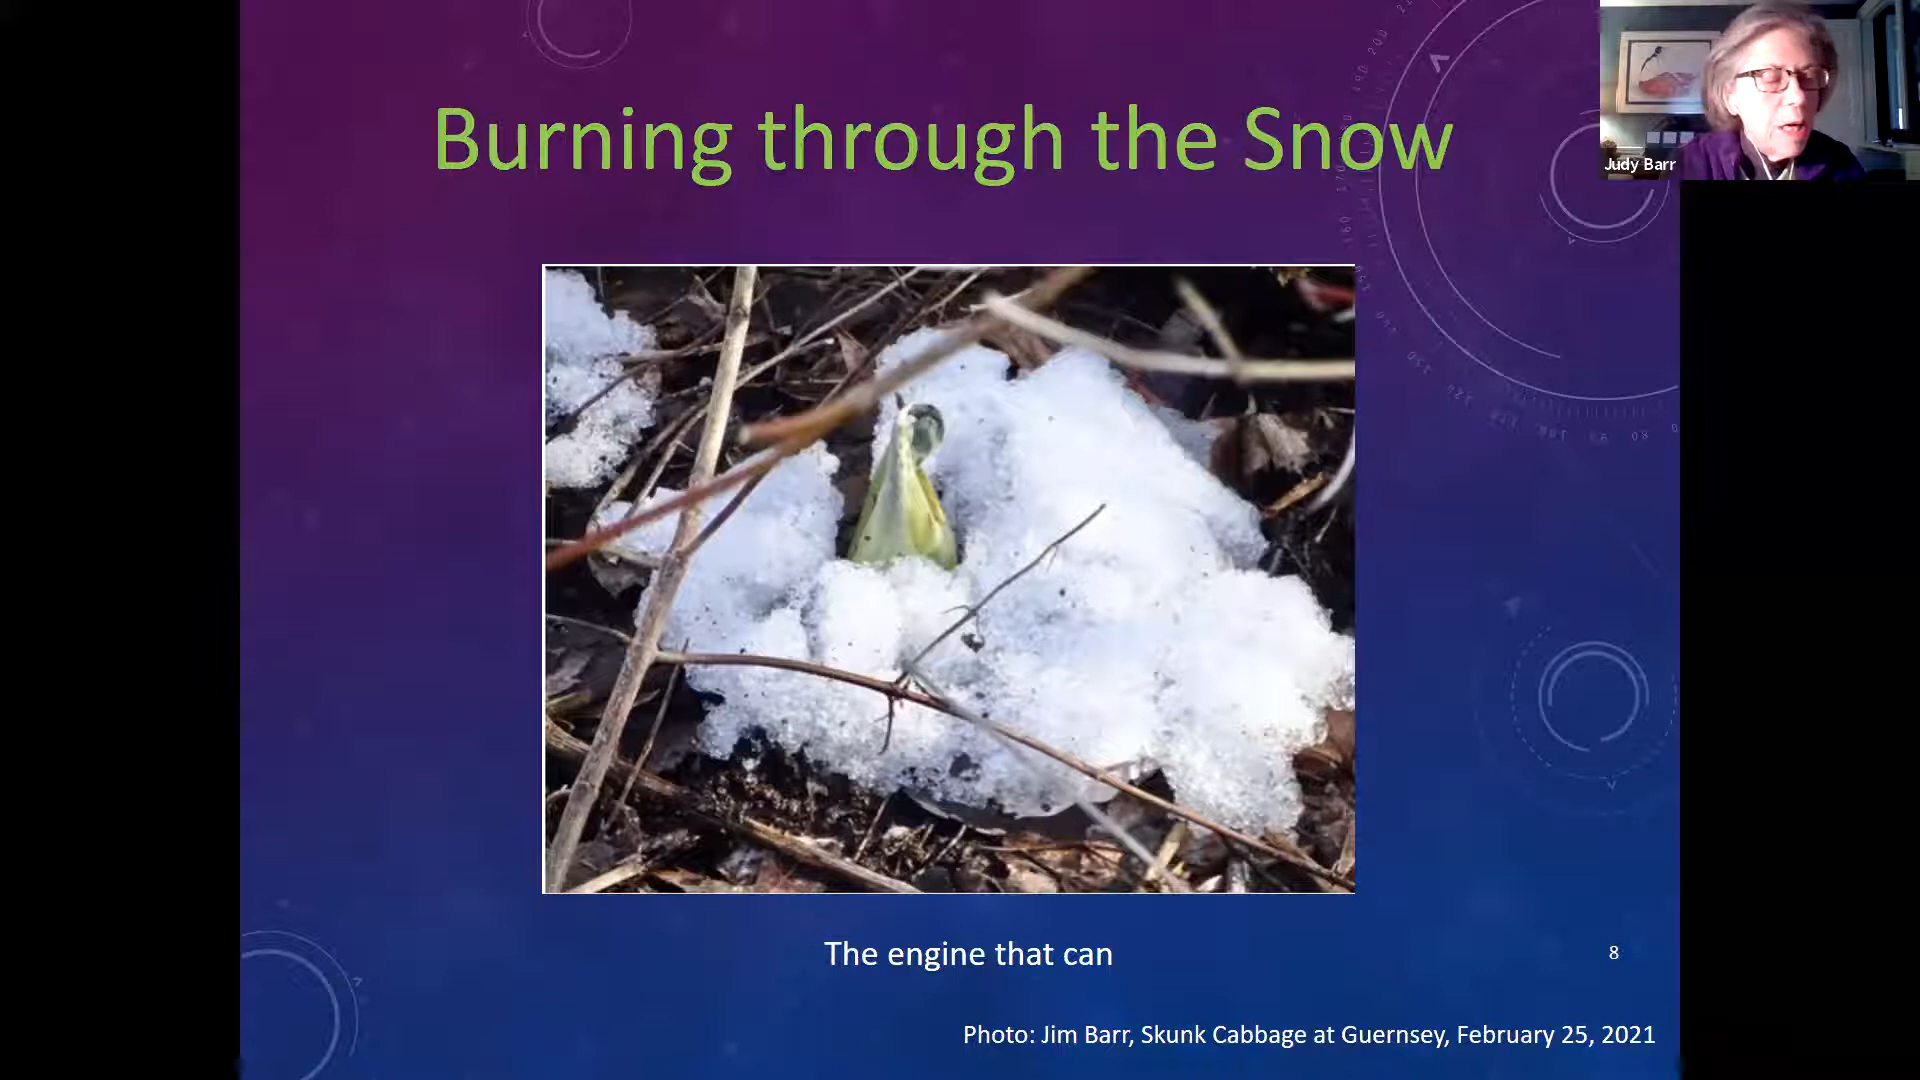 Burning through the Snow
Judy Barr
The engine that can
8
Photo: Jim Barr, Skunk Cabbage at Guernsey, February 25, 2021